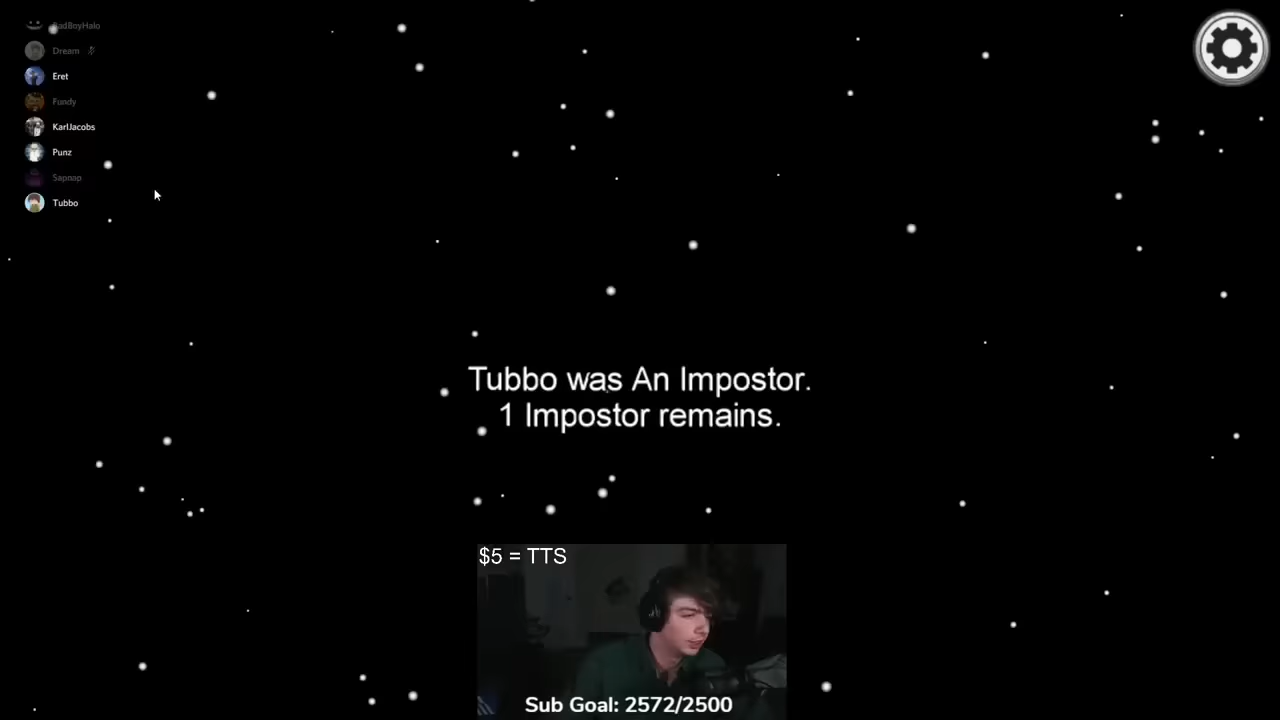 BadBoyHalo
Dream
Eret
Fundy
KarlJacobs
Punz
Sapnap
Tubbo
Tubbo was An Impostor.
1 Impostor remains.
$5 = TTS
Sub Goal: 2572/2500